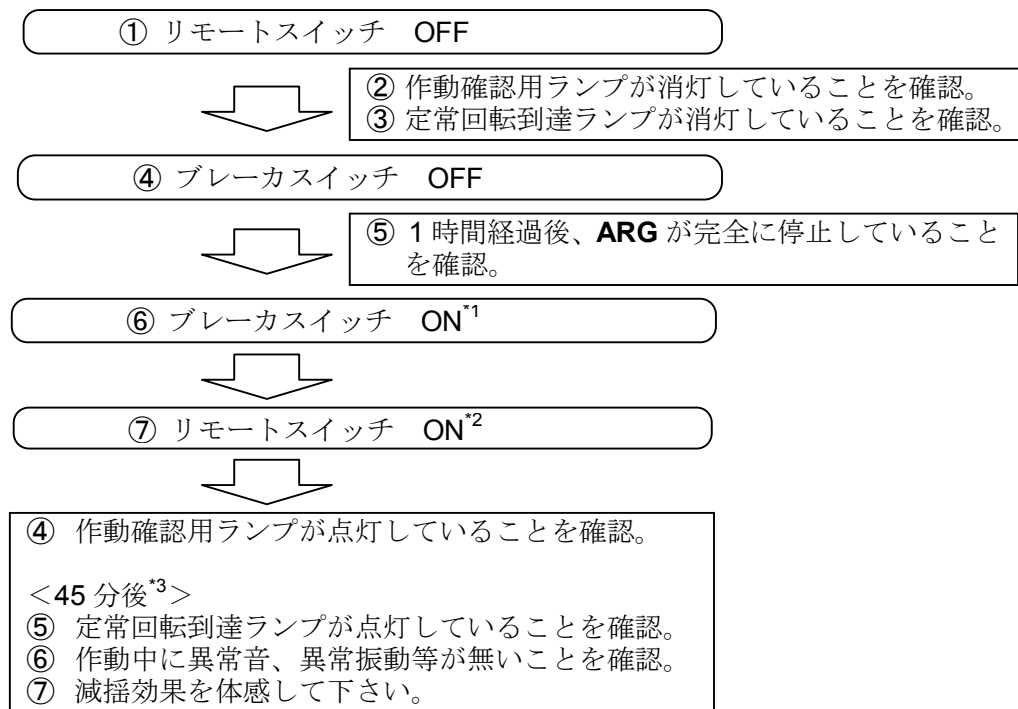 ① リモートスイッチ OFF
② 作動確認用ランプが消灯していることを確認。
③ 定常回転到達ランプが消灯していることを確認。
④ ブレーカスイッチ OFF
⑤ 1時間経過後、ARG が完全に停止していること
を確認。
⑥ ブレーカスイッチ ON*1
⑦ リモートスイッチ ON*2
④ 作動確認用ランプが点灯していることを確認。
<45 分後*3>
⑤ 定常回転到達ランプが点灯していることを確認。
⑥ 作動中に異常音、異常振動等が無いことを確認。
⑦ 減揺効果を体感して下さい。